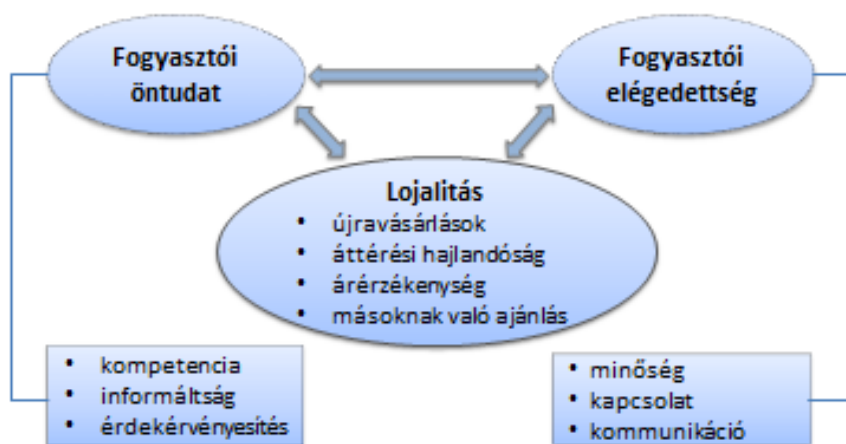 Fogyasztói
öntudat
Fogyasztói
elégedettség
Lojalitás
• újravásárlások
• áttérési hajlandóság
• árérzékenység
• másoknak való ajánlás
• kompetencia
• informáltság
• érdekérvényesítés
• minőség
• kapcsolat
• kommunikáció